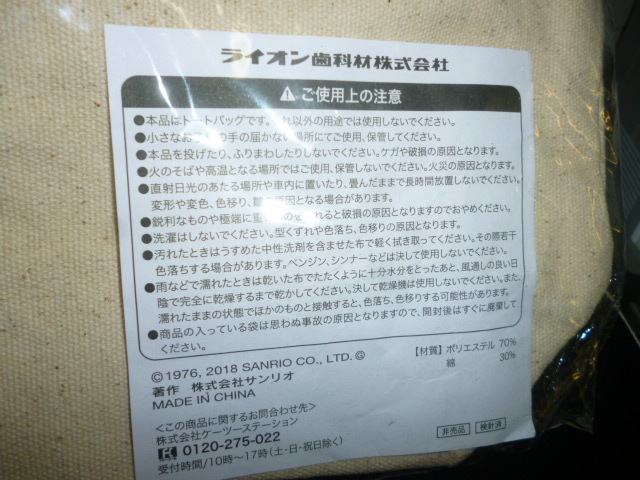 ライオン歯科材株式会社
ご使用上の注意
●本品はトートバッグです。それ以外の用途では使用しないでください。
●小さなお子様の手の届かない場所にてご使用、保管してください。
●本品を投げたり、ふりまわしたりしないでください。ケガや破損の原因となります。
●火のそばや高温となる場所ではご使用、保管しないでください。火災の原因となります。
●直射日光のあたる場所や車内に置いたり、畳んだままで長時間放置しないでください。
変形や変色、色移り、の原因となる場合があります。
●鋭利なものや極端に重いものを入れると破損の原因となりますのでおやめください。
●洗濯はしないでください。型くずれや色落ち、色移りの原因となります。
●汚れたときはうすめた中性洗剤を含ませた布で軽く拭き取ってください。その際若干
色落ちする場合があります。ベンジン、シンナーなどは決して使用しないでください。
●雨などで濡れたときは乾いた布でたたくように十分水分をとったあと、風通しの良い日
陰で完全に乾燥するまで乾かしてください。決して乾燥機は使用しないでください。また、
濡れたままの状態でほかのものと接触すると、色落ち、色移りする可能性があります。
●商品の入っている袋は思わぬ事故の原因となりますので、開封後はすぐに廃棄して
ください。
©1976, 2018 SANRIO CO., LTD. Ⓖ
著作 株式会社サンリオ
MADE IN CHINA
【材質】ポリエステル 70%
綿 30%
<この商品に関するお問合わせ先>
株式会社ケーツーステーション
0120-275-022
受付時間/10時~17時(土・日・祝日除く)
非売品 検針済